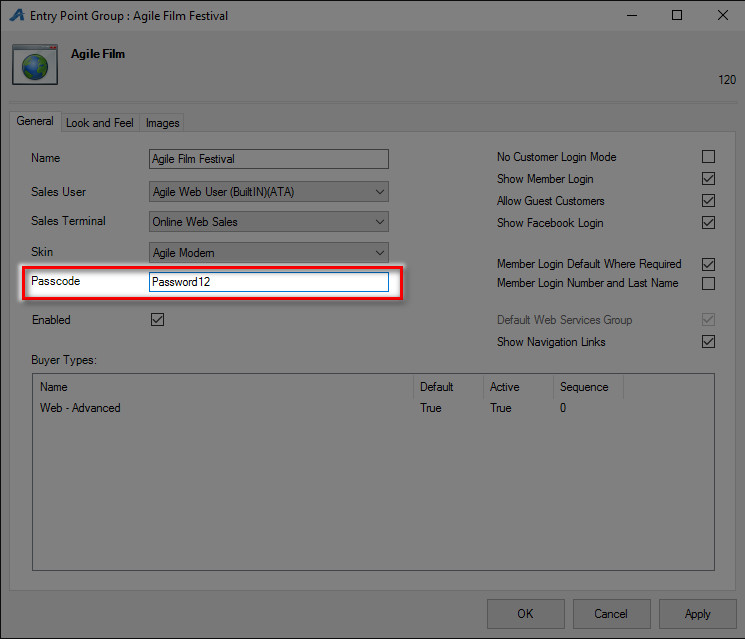 Entry Point Group : Agile Film Festival
Agile Film
120
General Look and Feel Images
Name Agile Film Festival
No Customer Login Mode
Sales User Agile Web User (BuiltIN)(ATA)
Show Member Login
Allow Guest Customers
Sales Terminal Online Web Sales
Show Facebook Login
Skin Agile Modern
Member Login Default Where Required
Passcode Password12
Member Login Number and Last Name
Enabled
Default Web Services Group
Show Navigation Links
Buyer Types:
Name Default Active Sequence
Web - Advanced True True 0
OK Cancel Apply